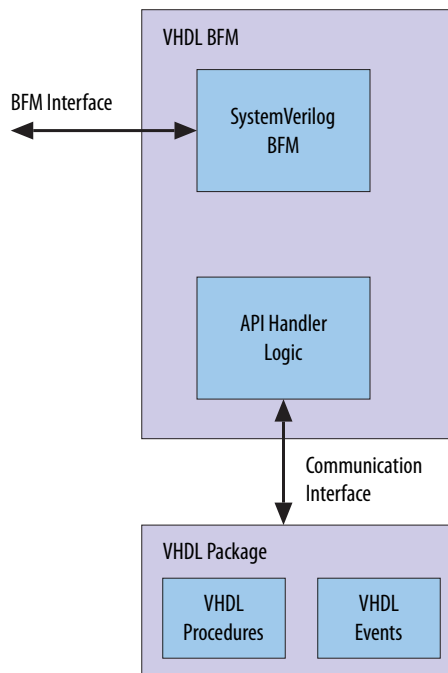 VHDL BFM
BFM Interface
SystemVerilog
BFM
API Handler
Logic
Communication
Interface
VHDL Package
VHDL
Procedures
VHDL
Events